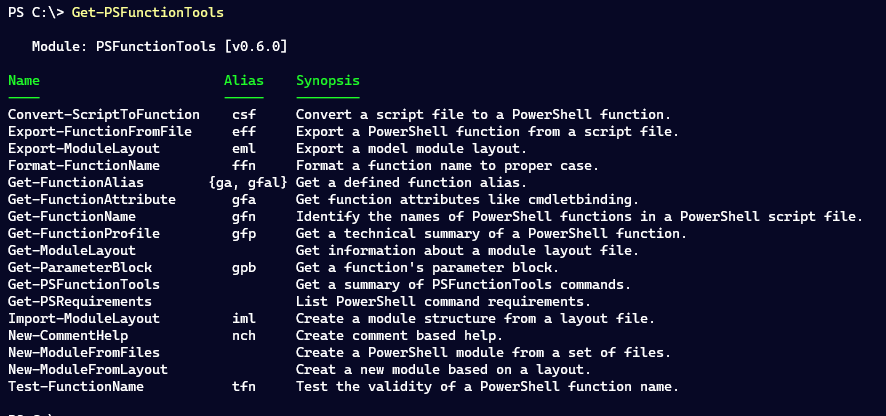 PS C:\> Get-PSFunctionTools
Module: PSFunctionTools [v0.6.0]
Name Alias Synopsis
---- ----- --------
Convert-ScriptToFunction csf Convert a script file to a PowerShell function.
Export-FunctionFromFile eff Export a PowerShell function from a script file.
Export-ModuleLayout eml Export a model module layout.
Format-FunctionName ffn Format a function name to proper case.
Get-FunctionAlias {ga, gfal} Get a defined function alias.
Get-FunctionAttribute gfa Get function attributes like cmdletbinding.
Get-FunctionName gfn Identify the names of PowerShell functions in a PowerShell script file.
Get-FunctionProfile gfp Get a technical summary of a PowerShell function.
Get-ModuleLayout Get information about a module layout file.
Get-ParameterBlock gpb Get a function's parameter block.
Get-PSFunctionTools Get a summary of PSFunctionTools commands.
Get-PSRequirements List PowerShell command requirements.
Import-ModuleLayout iml Create a module structure from a layout file.
New-CommentHelp nch Create comment based help.
New-ModuleFromFiles Create a PowerShell module from a set of files.
New-ModuleFromLayout Creat a new module based on a layout.
Test-FunctionName tfn Test the validity of a PowerShell function name.